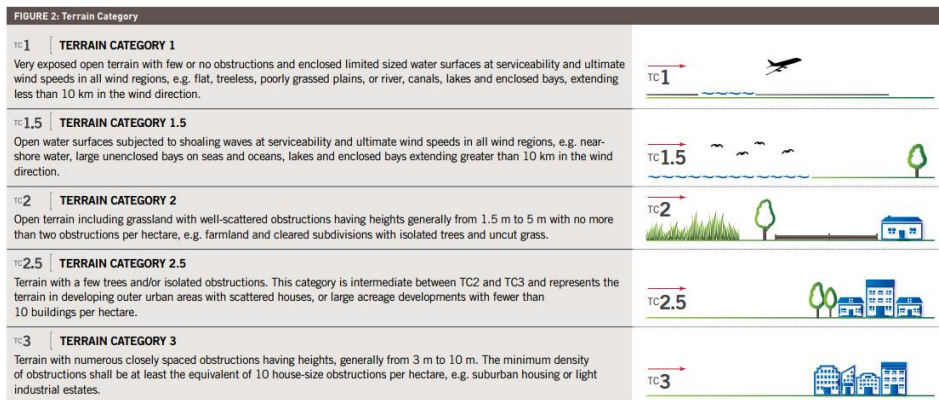 FIGURE 2: Terrain Category
TC1 TERRAIN CATEGORY 1
Very exposed open terrain with few or no obstructions and enclosed limited sized water surfaces at serviceability and ultimate
wind speeds in all wind regions, e.g. flat, treeless, poorly grassed plains, or river, canals, lakes and enclosed bays, extending
less than 10 km in the wind direction.
TC1
TC1.5 TERRAIN CATEGORY 1.5
Open water surfaces subjected to shoaling waves at serviceability and ultimate wind speeds in all wind regions, e.g. near-
shore water, large unenclosed bays on seas and oceans, lakes and enclosed bays extending greater than 10 km in the wind
direction.
TC1.5
TC2 TERRAIN CATEGORY 2
Open terrain including grassland with well-scattered obstructions having heights generally from 1.5 m to 5 m with no more
than two obstructions per hectare, e.g. farmland and cleared subdivisions with isolated trees and uncut grass.
TC2
TC2.5 TERRAIN CATEGORY 2.5
Terrain with a few trees and/or isolated obstructions. This category is intermediate between TC2 and TC3 and represents the
terrain in developing outer urban areas with scattered houses, or large acreage developments with fewer than
10 buildings per hectare.
TC2.5
TC3 TERRAIN CATEGORY 3
Terrain with numerous closely spaced obstructions having heights, generally from 3 m to 10 m. The minimum density
of obstructions shall be at least the equivalent of 10 house-size obstructions per hectare, e.g. suburban housing or light
industrial estates.
TC3